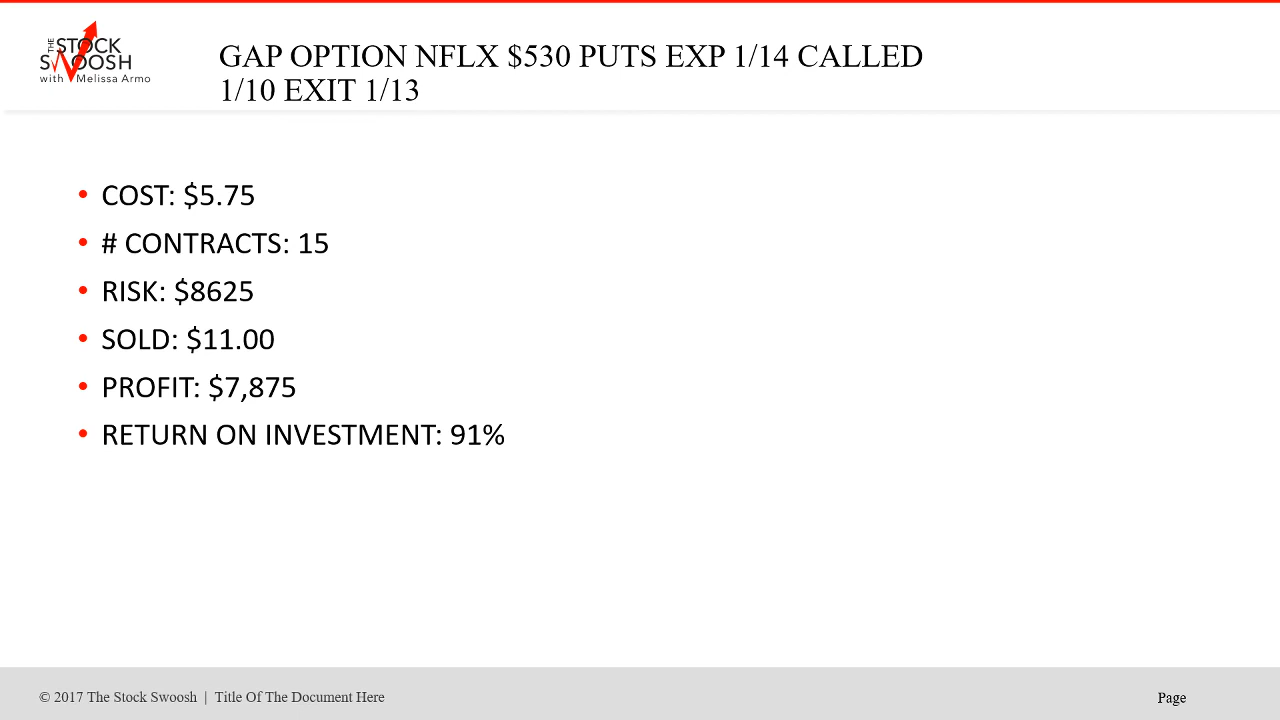 THE
STOCK
SWOOSH
with Melissa Armo
GAP OPTION NFLX $530 PUTS EXP 1/14 CALLED
1/10 EXIT 1/13
• COST: $5.75
• # CONTRACTS: 15
• RISK: $8625
• SOLD: $11.00
• PROFIT: $7,875
• RETURN ON INVESTMENT: 91%
© 2017 The Stock Swoosh | Title Of The Document Here
Page